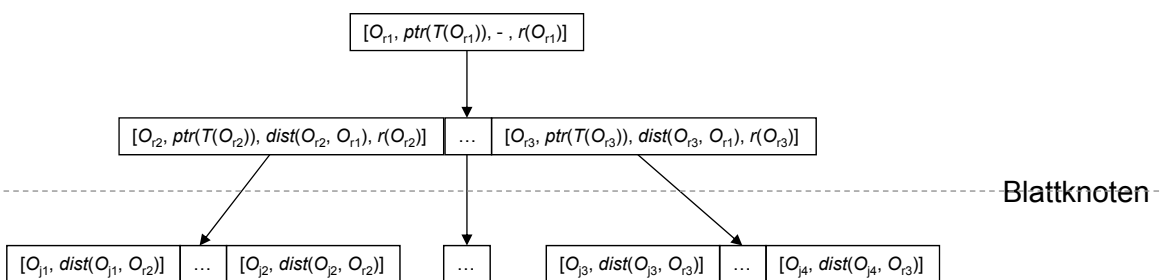 [Or1, ptr(T(Or1)), - , r(Or1)]
[Or2, ptr(T(Or2)), dist(Or2, Or1), r(Or2)] … [Or3, ptr(T(Or3)), dist(Or3, Or1), r(Or3)]
Blattknoten
[Oj1, dist(Oj1, Or2)] … [Oj2, dist(Oj2, Or2)] … [Oj3, dist(Oj3, Or3)] … [Oj4, dist(Oj4, Or3)]